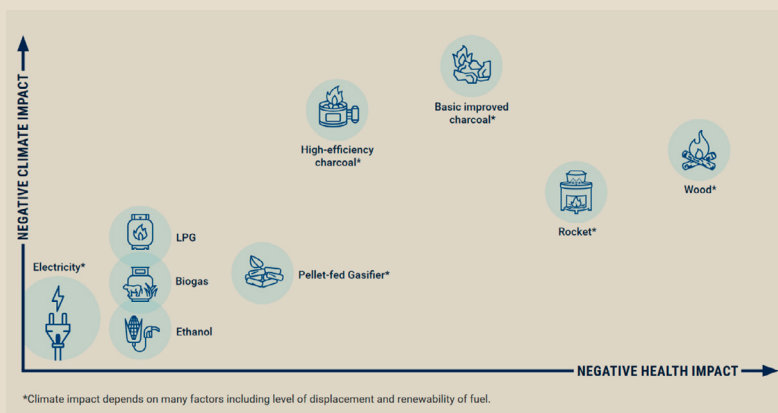 NEGATIVE CLIMATE IMPACT
Basic improved
charcoal*
High-efficiency
charcoal*
Wood*
Rocket*
LPG
Electricity*
Pellet-fed Gasifier*
Biogas
Ethanol
NEGATIVE HEALTH IMPACT
*Climate impact depends on many factors including level of displacement and renewability of fuel.